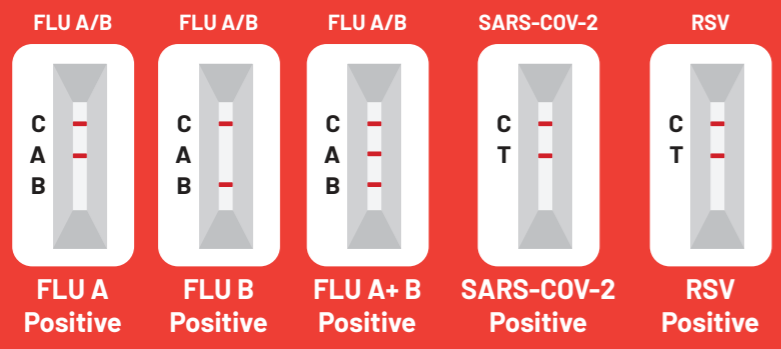 FLU A/B
FLU A/B
FLU A/B
SARS-COV-2
RSV
C
A
B
C
A
B
C
A
B
C
T
C
T
FLU A
Positive
FLU B
Positive
FLU A+ B
Positive
SARS-COV-2
Positive
RSV
Positive